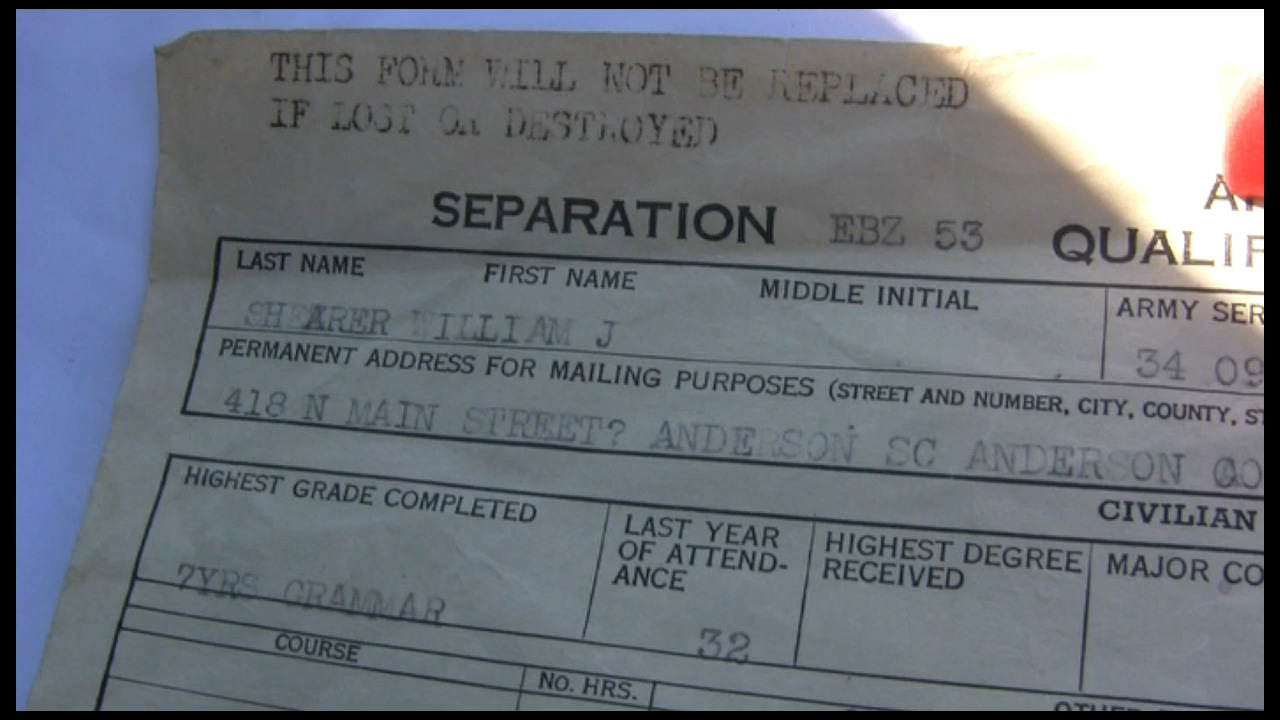 THIS FORM WILL NOT BE REPLACED
IF LOST OR DESTROYED
SEPARATION EBZ 53 QUALIF
LAST NAME FIRST NAME MIDDLE INITIAL ARMY SER
SHEARER WILLIAM J 34 09
PERMANENT ADDRESS FOR MAILING PURPOSES (STREET AND NUMBER, CITY, COUNTY, ST
418 N MAIN STREET? ANDERSON SC ANDERSON CO
CIVILIAN
HIGHEST GRADE COMPLETED
LAST YEAR
OF ATTEND-
ANCE
HIGHEST DEGREE
RECEIVED
MAJOR CO
7YRS GRAMMAR
32
COURSE
NO. HRS.